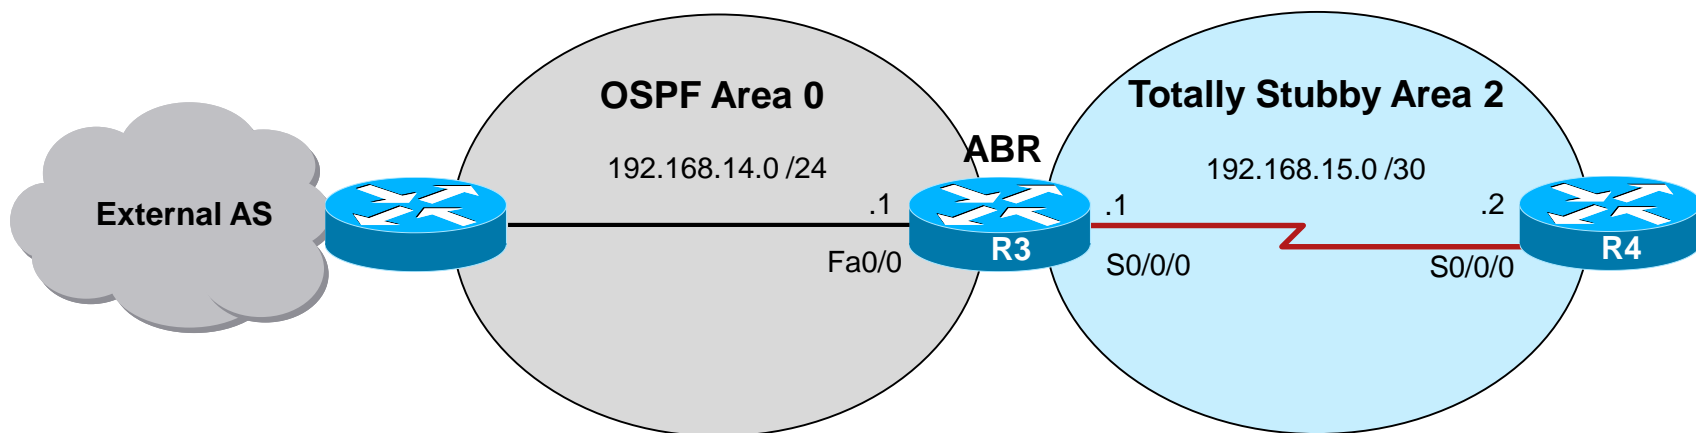 OSPF Area 0
Totally Stubby Area 2
ABR
192.168.14.0 /24
192.168.15.0 /30
External AS
.1
.1
.2
R3
R4
Fa0/0
S0/0/0
S0/0/0